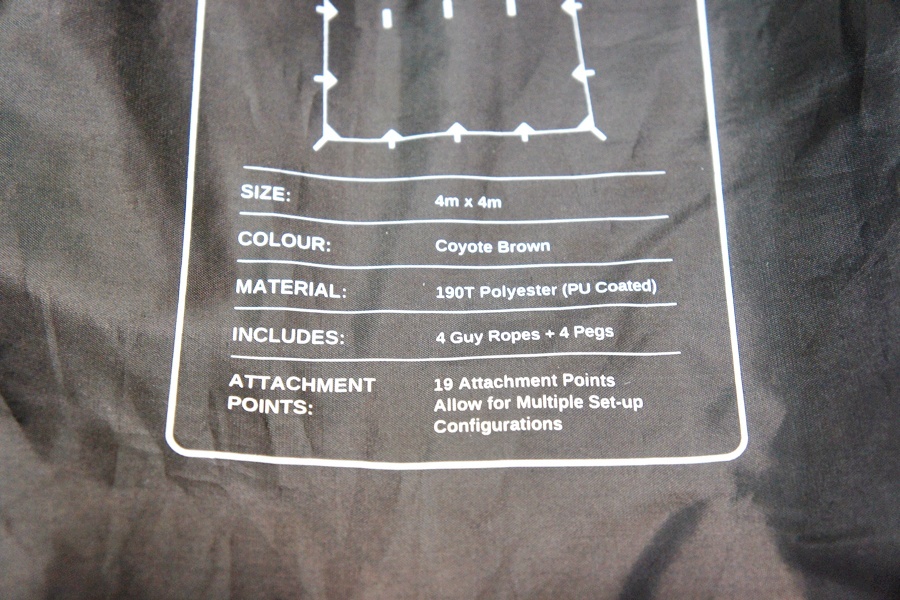 SIZE: 4m x 4m
COLOUR: Coyote Brown
MATERIAL: 190T Polyester (PU Coated)
INCLUDES: 4 Guy Ropes + 4 Pegs
ATTACHMENT POINTS: 19 Attachment Points
Allow for Multiple Set-up
Configurations